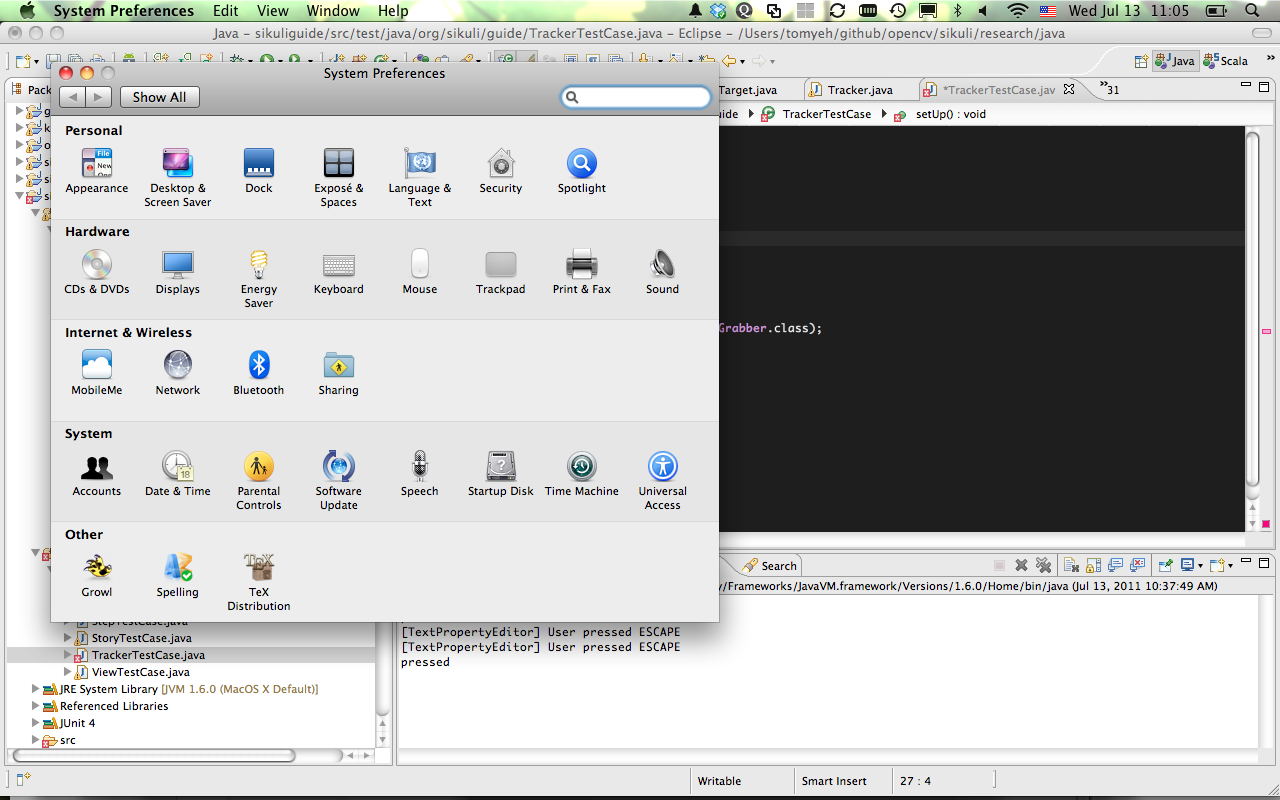 System Preferences Edit View Window Help Wed Jul 13 11:05
Java – sikuliguide/src/test/java/org/sikuli/guide/TrackerTestCase.java – Eclipse – /Users/tomyeh/github/opencv/sikuli/research/java
System Preferences
Java Scala
Show All
Pack
Target.java Tracker.java *TrackerTestCase.jav 31
TrackerTestCase setUp() : void
Personal
Appearance
Desktop & Screen Saver
Dock
Exposé & Spaces
Language & Text
Security
Spotlight
Hardware
CDs & DVDs
Displays
Energy Saver
Keyboard
Mouse
Trackpad
Print & Fax
Sound
Grabber.class);
Internet & Wireless
MobileMe
Network
Bluetooth
Sharing
System
Accounts
Date & Time
Parental Controls
Software Update
Speech
Startup Disk
Time Machine
Universal Access
Other
Growl
Spelling
TeX Distribution
Search
/Frameworks/JavaVM.framework/Versions/1.6.0/Home/bin/java (Jul 13, 2011 10:37:49 AM)
[TextPropertyEditor] User pressed ESCAPE
[TextPropertyEditor] User pressed ESCAPE
pressed
StepTestCase.java
StoryTestCase.java
TrackerTestCase.java
ViewTestCase.java
JRE System Library [JVM 1.6.0 (MacOS X Default)]
Referenced Libraries
JUnit 4
src
Writable Smart Insert 27 : 4